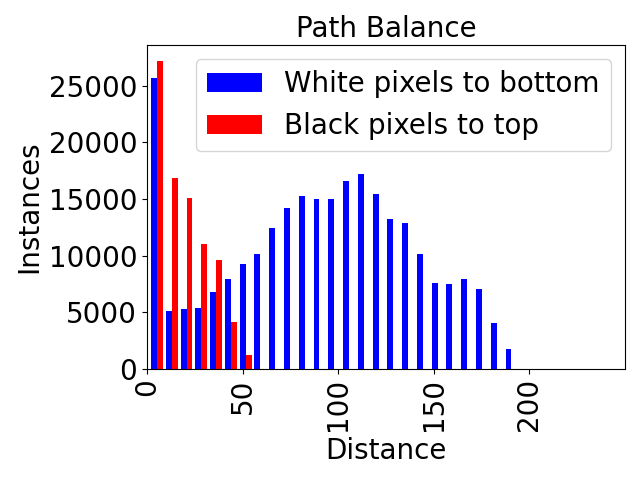 Path Balance
White pixels to bottom
Black pixels to top
Instances
25000
20000
15000
10000
5000
0
0
50
100
150
200
Distance